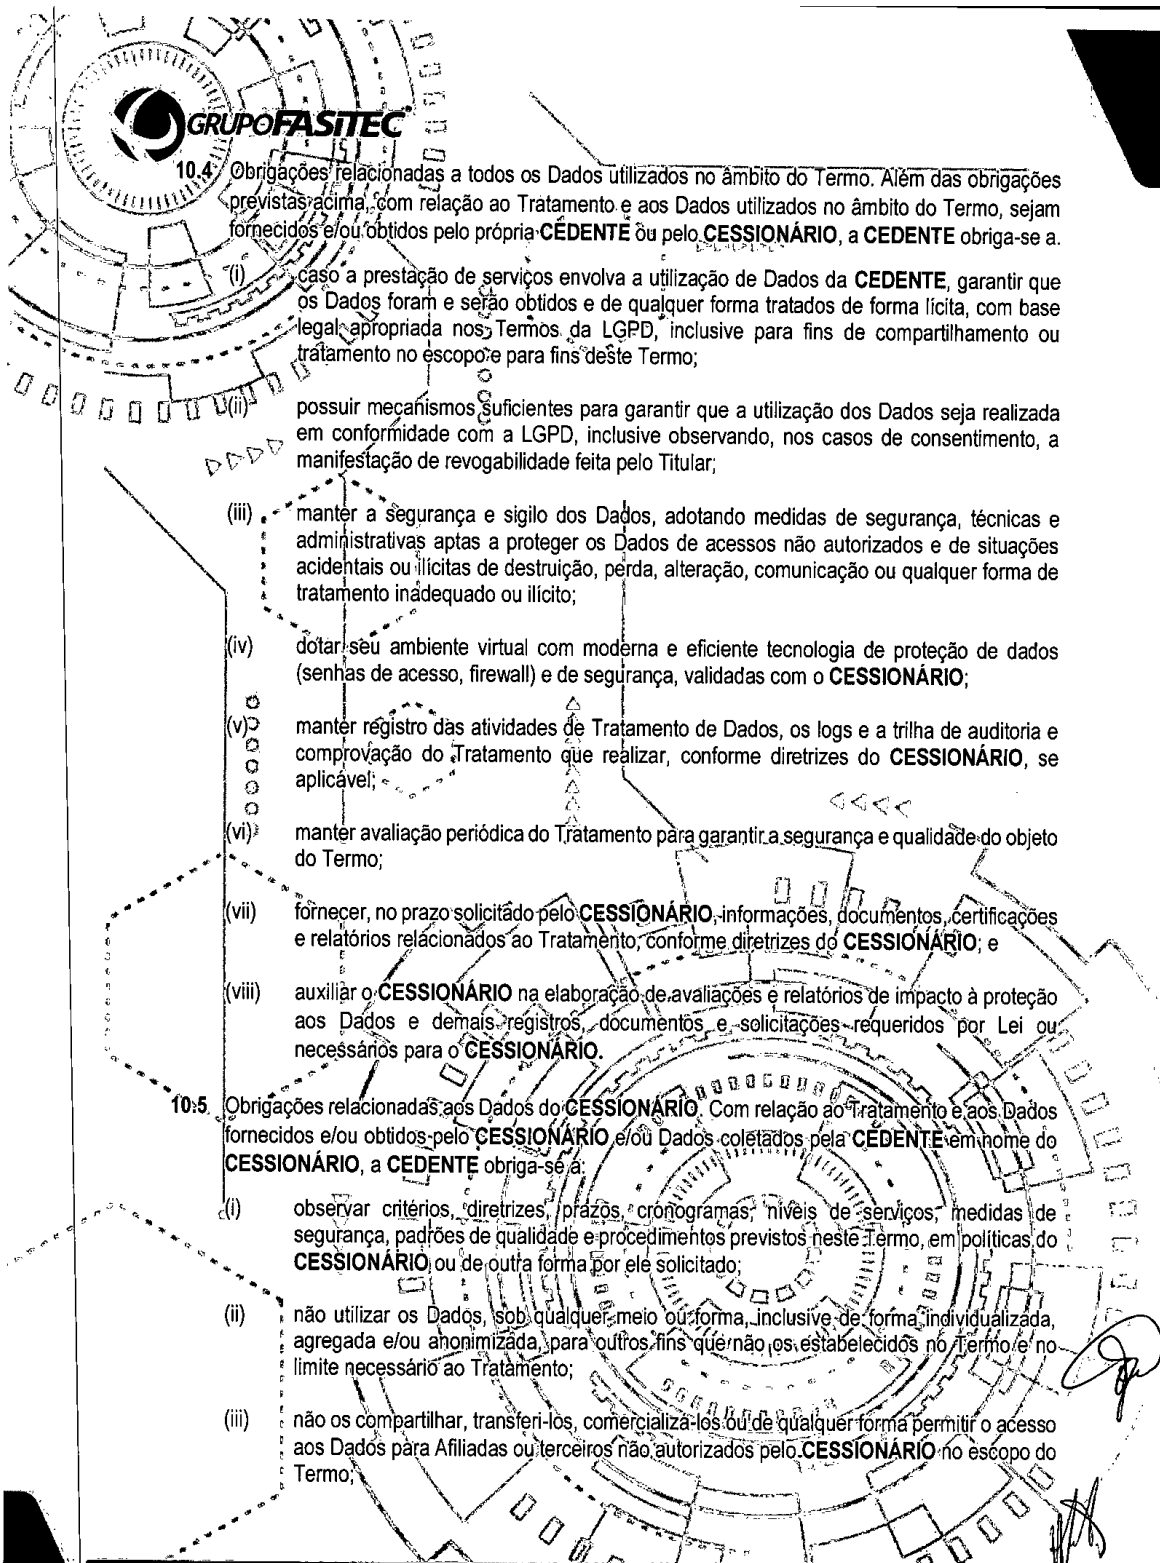 GRUPOFASITEC
10.4 Obrigações relacionadas a todos os Dados utilizados no âmbito do Termo. Além das obrigações
previstas acima, com relação ao Tratamento e aos Dados utilizados no âmbito do Termo, sejam
fornecidos e/ou obtidos pelo própria CEDENTE ou pelo CESSIONÁRIO, a CEDENTE obriga-se a.
(i) caso a prestação de serviços envolva a utilização de Dados da CEDENTE, garantir que
os Dados foram e serão obtidos e de qualquer forma tratados de forma lícita, com base
legal apropriada nos Termos da LGPD, inclusive para fins de compartilhamento ou
tratamento no escopo e para fins deste Termo;
(ii) possuir mecanismos suficientes para garantir que a utilização dos Dados seja realizada
em conformidade com a LGPD, inclusive observando, nos casos de consentimento, a
manifestação de revogabilidade feita pelo Titular;
(iii) manter a segurança e sigilo dos Dados, adotando medidas de segurança, técnicas e
administrativas aptas a proteger os Dados de acessos não autorizados e de situações
acidentais ou ilícitas de destruição, perda, alteração, comunicação ou qualquer forma de
tratamento inadequado ou ilícito;
(iv) dotar seu ambiente virtual com moderna e eficiente tecnologia de proteção de dados
(senhas de acesso, firewall) e de segurança, validadas com o CESSIONÁRIO;
(v) manter registro das atividades de Tratamento de Dados, os logs e a trilha de auditoria e
comprovação do Tratamento que realizar, conforme diretrizes do CESSIONÁRIO, se
aplicável;
(vi) manter avaliação periódica do Tratamento para garantir a segurança e qualidade do objeto
do Termo;
(vii) fornecer, no prazo solicitado pelo CESSIONÁRIO, informações, documentos, certificações
e relatórios relacionados ao Tratamento, conforme diretrizes do CESSIONÁRIO; e
(viii) auxiliar o CESSIONÁRIO na elaboração de avaliações e relatórios de impacto à proteção
aos Dados e demais registros, documentos e solicitações requeridos por Lei ou
necessários para o CESSIONÁRIO.
10.5. Obrigações relacionadas aos Dados do CESSIONÁRIO. Com relação ao Tratamento e aos Dados
fornecidos e/ou obtidos pelo CESSIONÁRIO e/ou Dados coletados pela CEDENTE em nome do
CESSIONÁRIO, a CEDENTE obriga-se a:
(i) observar critérios, diretrizes, prazos, cronogramas, níveis de serviços, medidas de
segurança, padrões de qualidade e procedimentos previstos neste Termo, em políticas do
CESSIONÁRIO ou de outra forma por ele solicitado;
(ii) não utilizar os Dados, sob qualquer meio ou forma, inclusive de forma individualizada,
agregada e/ou anonimizada, para outros fins que não os estabelecidos no Termo e no
limite necessário ao Tratamento;
(iii) não os compartilhar, transferi-los, comercializá-los ou de qualquer forma permitir o acesso
aos Dados para Afiliadas ou terceiros não autorizados pelo CESSIONÁRIO no escopo do
Termo;